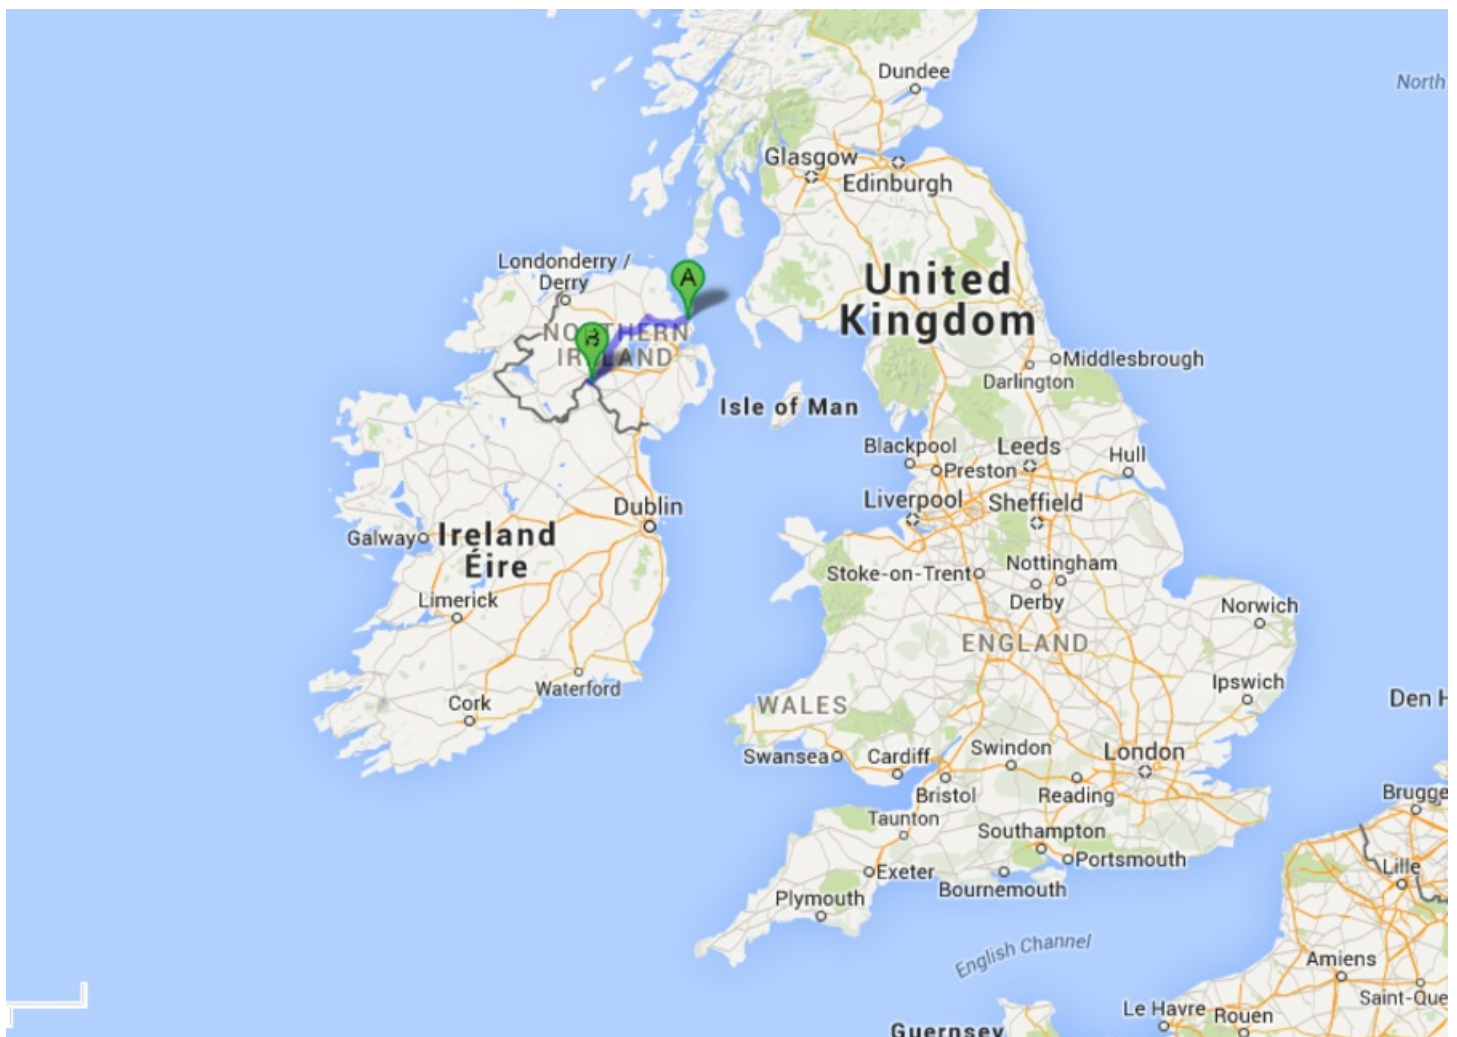 Dundee
North
Glasgow
Edinburgh
Londonderry /
Derry
A
United
Kingdom
NORTHERN
IRELAND
Middlesbrough
Darlington
Isle of Man
Blackpool
Leeds
Hull
Preston
Liverpool
Sheffield
Dublin
Galway
Ireland
Éire
Stoke-on-Trent
Nottingham
Derby
Limerick
Norwich
ENGLAND
Waterford
Ipswich
Cork
WALES
Den H
Swansea
Cardiff
Swindon
London
Bristol
Reading
Brugge
Taunton
Southampton
Portsmouth
Lille
Exeter
Bournemouth
Plymouth
English Channel
Amiens
Saint-Que
Le Havre
Rouen
Guernsey